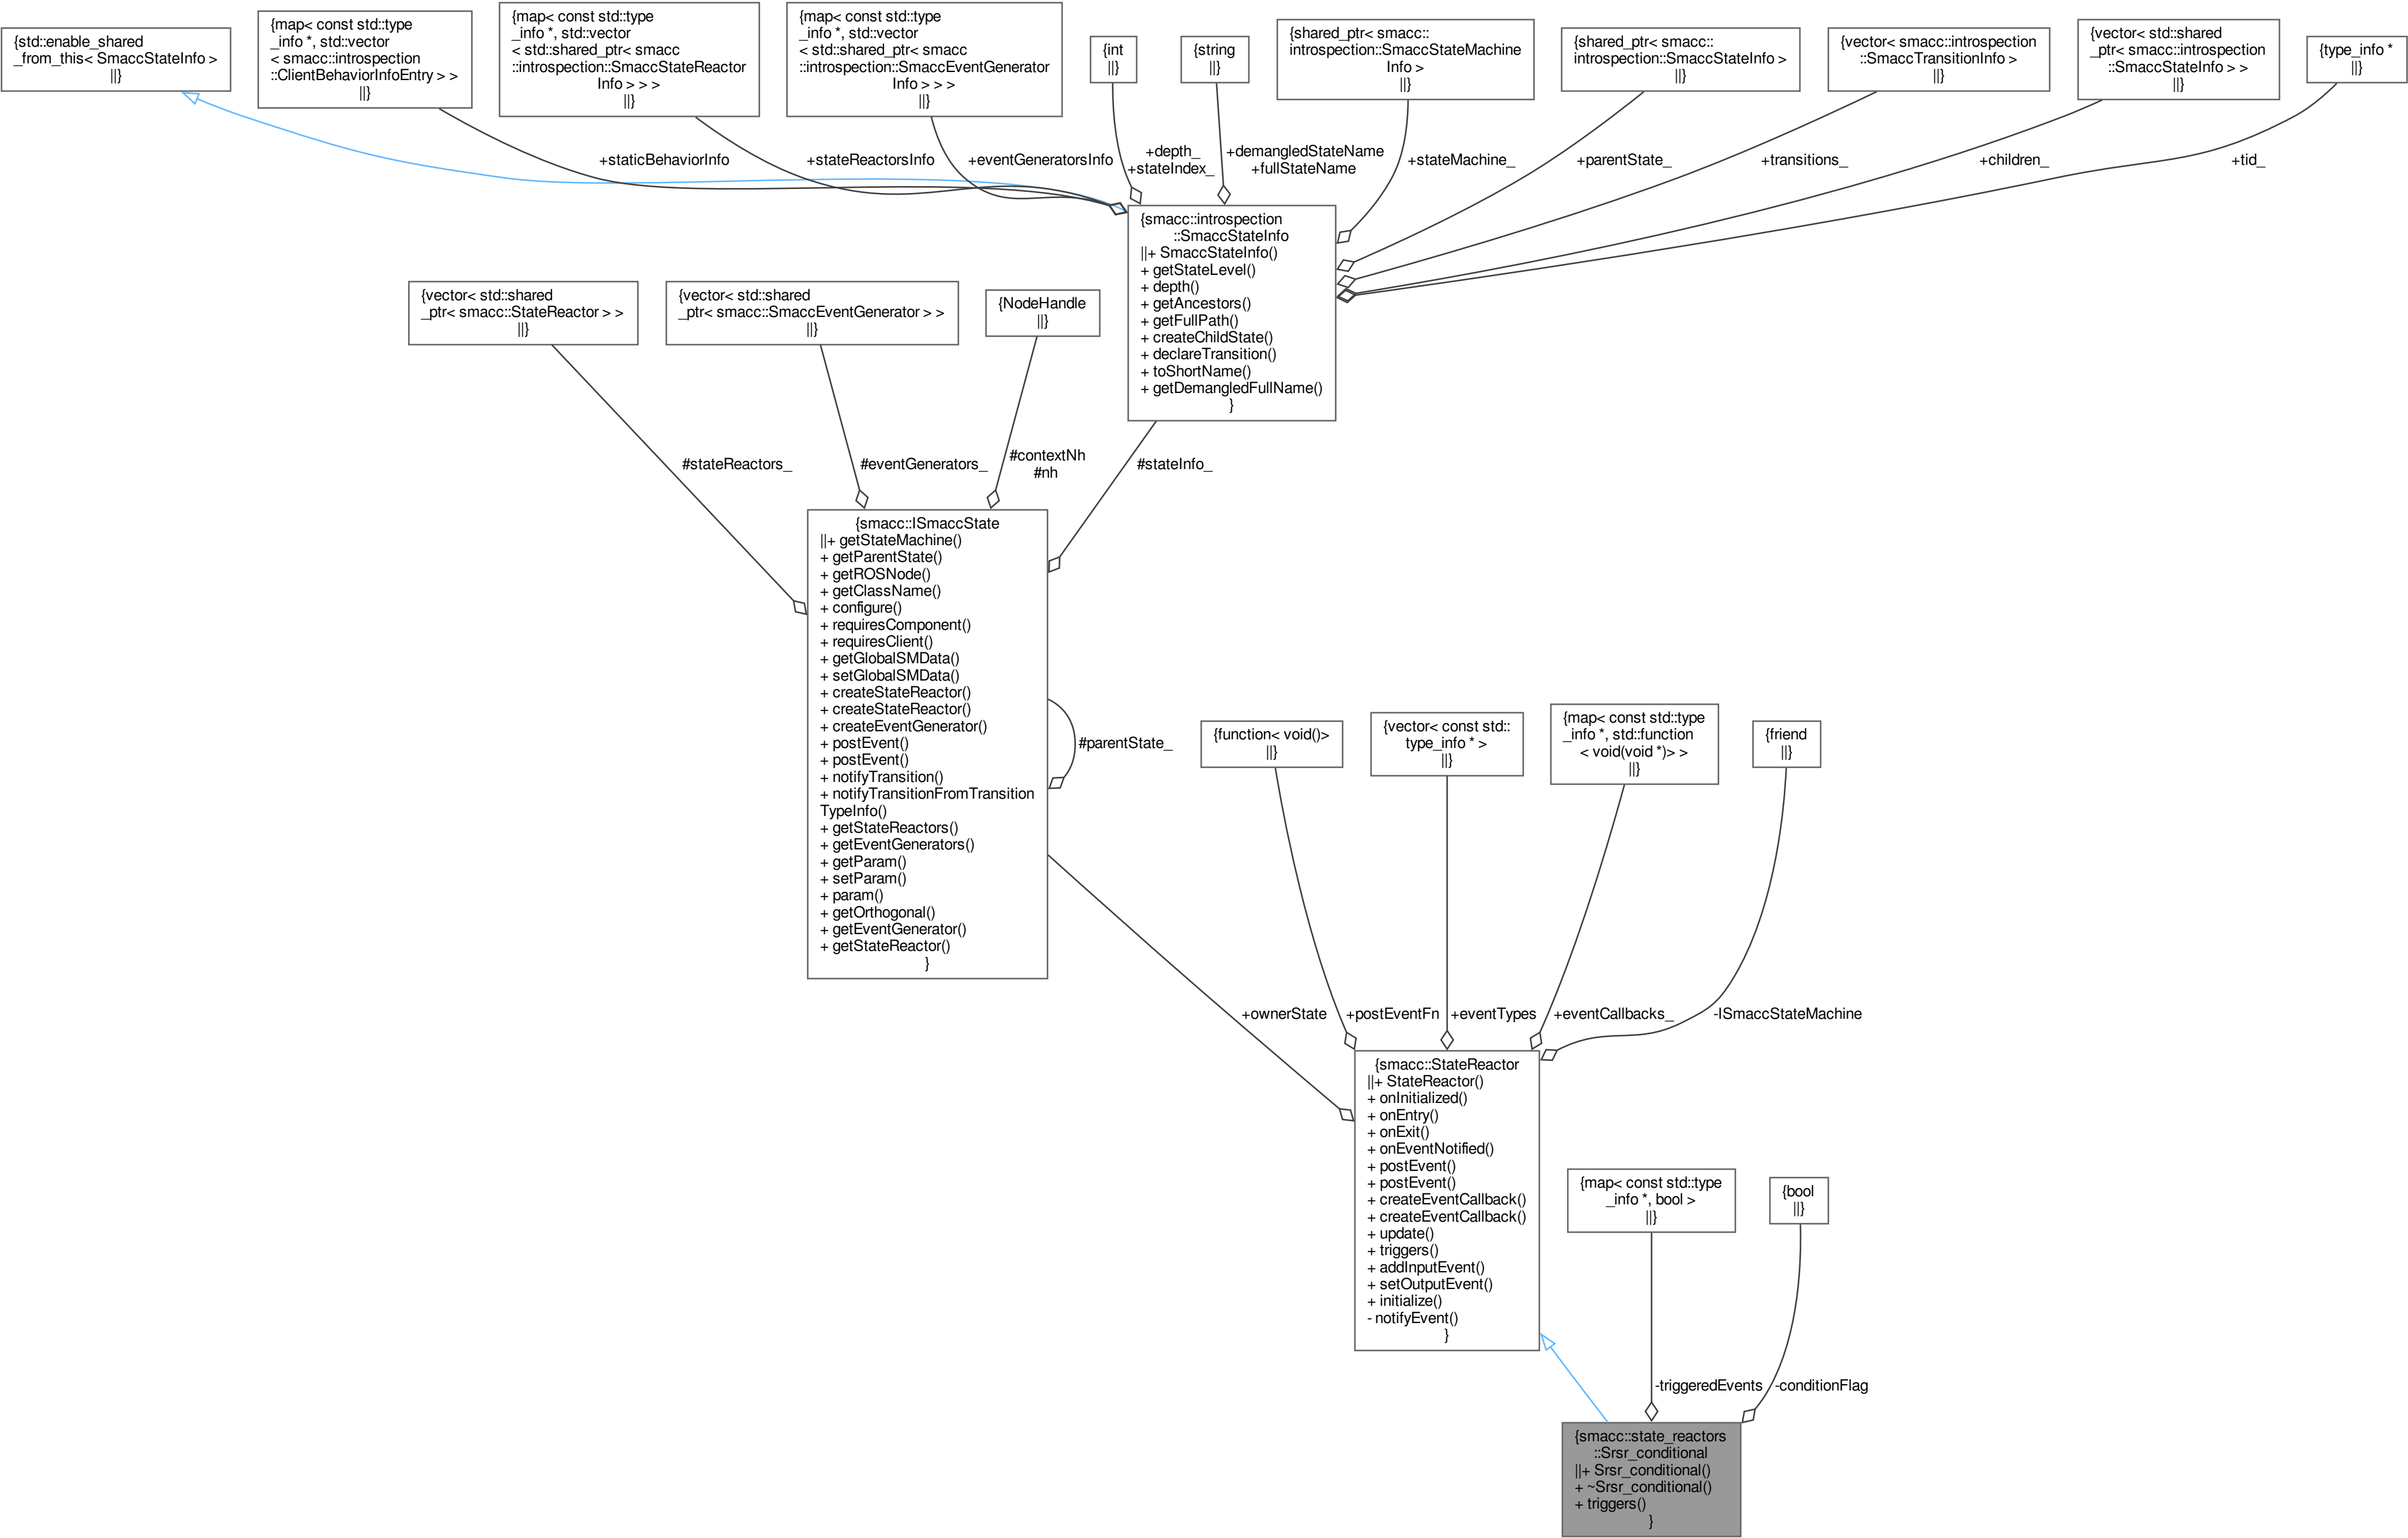 {std::enable_shared
_from_this< SmaccStateInfo >
||}
{map< const std::type
_info *, std::vector
< smacc::introspection
::ClientBehaviorInfoEntry > >
||}
{map< const std::type
_info *, std::vector
< std::shared_ptr< smacc
::introspection::SmaccStateReactor
Info > > >
||}
{map< const std::type
_info *, std::vector
< std::shared_ptr< smacc
::introspection::SmaccEventGenerator
Info > > >
||}
{int
||}
{string
||}
{shared_ptr< smacc::
introspection::SmaccStateMachine
Info >
||}
{shared_ptr< smacc::
introspection::SmaccStateInfo >
||}
{vector< smacc::introspection
::SmaccTransitionInfo >
||}
{vector< std::shared
_ptr< smacc::introspection
::SmaccStateInfo > >
||}
{type_info *
||}
+staticBehaviorInfo
+stateReactorsInfo
+eventGeneratorsInfo
+depth_
+stateIndex_
+demangledStateName
+fullStateName
+stateMachine_
+parentState_
+transitions_
+children_
+tid_
{smacc::introspection
::SmaccStateInfo
||+ SmaccStateInfo()
+ getStateLevel()
+ depth()
+ getAncestors()
+ getFullPath()
+ createChildState()
+ declareTransition()
+ toShortName()
+ getDemangledFullName()
}
{vector< std::shared
_ptr< smacc::StateReactor > >
||}
{vector< std::shared
_ptr< smacc::SmaccEventGenerator > >
||}
{NodeHandle
||}
#stateReactors_
#eventGenerators_
#contextNh
#nh
#stateInfo_
{smacc::ISmaccState
||+ getStateMachine()
+ getParentState()
+ getROSNode()
+ getClassName()
+ configure()
+ requiresComponent()
+ requiresClient()
+ getGlobalSMData()
+ setGlobalSMData()
+ createStateReactor()
+ createStateReactor()
+ createEventGenerator()
+ postEvent()
+ postEvent()
+ notifyTransition()
+ notifyTransitionFromTransition
TypeInfo()
+ getStateReactors()
+ getEventGenerators()
+ getParam()
+ setParam()
+ param()
+ getOrthogonal()
+ getEventGenerator()
+ getStateReactor()
}
#parentState_
{function< void()>
||}
{vector< const std::
type_info * >
||}
{map< const std::type
_info *, std::function
< void(void *)> >
||}
{friend
||}
+ownerState
+postEventFn
+eventTypes
+eventCallbacks_
-ISmaccStateMachine
{smacc::StateReactor
||+ StateReactor()
+ onInitialized()
+ onEntry()
+ onExit()
+ onEventNotified()
+ postEvent()
+ postEvent()
+ createEventCallback()
+ createEventCallback()
+ update()
+ triggers()
+ addInputEvent()
+ setOutputEvent()
+ initialize()
- notifyEvent()
}
{map< const std::type
_info *, bool >
||}
{bool
||}
-triggeredEvents
-conditionFlag
{smacc::state_reactors
::Srsr_conditional
||+ Srsr_conditional()
+ ~Srsr_conditional()
+ triggers()
}